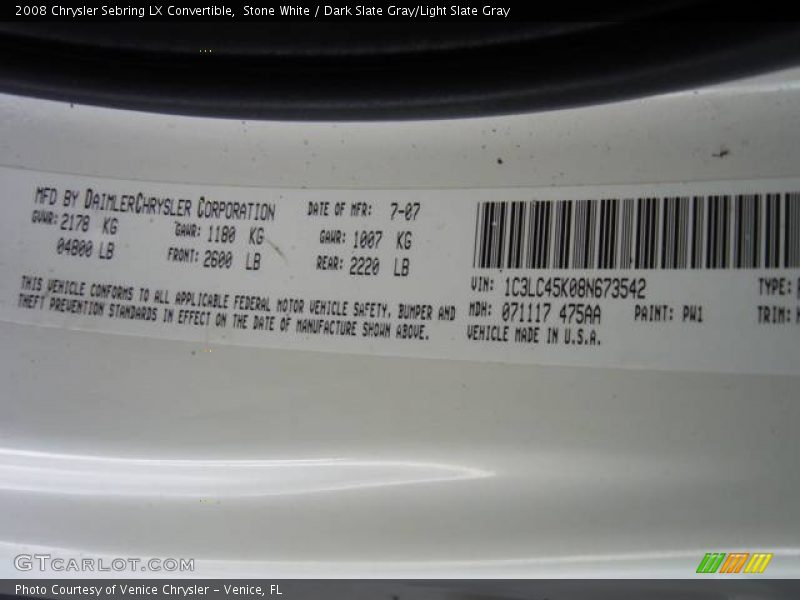 2008 Chrysler Sebring LX Convertible, Stone White / Dark Slate Gray/Light Slate Gray
MFD BY DAIMLERCHRYSLER CORPORATION DATE OF MFR: 7-07
GVWR: 2178 KG GAWR: 1180 KG GAWR: 1007 KG
04800 LB FRONT: 2600 LB REAR: 2220 LB
THIS VEHICLE CONFORMS TO ALL APPLICABLE FEDERAL MOTOR VEHICLE SAFETY, BUMPER AND
THEFT PREVENTION STANDARDS IN EFFECT ON THE DATE OF MANUFACTURE SHOWN ABOVE.
VIN: 1C3LC45K08N673542 TYPE:
MDH: 071117 475AA PAINT: PW1 TRIM:
VEHICLE MADE IN U.S.A.
GTCARLOT.COM
Photo Courtesy of Venice Chrysler - Venice, FL